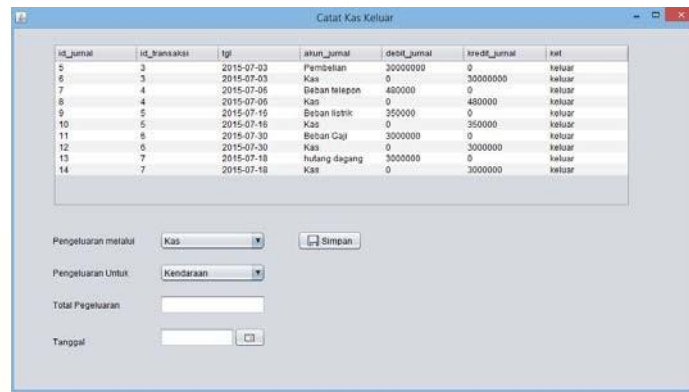 Catat Kas Keluar
id_jurnal id_transaksi tgl akun_jurnal debit_jurnal kredit_jurnal ket
5 3 2015-07-03 Pembelian 30000000 0 keluar
6 3 2015-07-03 Kas 0 30000000 keluar
7 4 2015-07-06 Beban telepon 480000 0 keluar
8 4 2015-07-06 Kas 0 480000 keluar
9 5 2015-07-16 Beban listrik 350000 0 keluar
10 5 2015-07-16 Kas 0 350000 keluar
11 6 2015-07-30 Beban Gaji 3000000 0 keluar
12 6 2015-07-30 Kas 0 3000000 keluar
13 7 2015-07-18 hutang dagang 3000000 0 keluar
14 7 2015-07-18 Kas 0 3000000 keluar
Pengeluaran melalui Kas Simpan
Pengeluaran Untuk Kendaraan
Total Pegeluaran
Tanggal